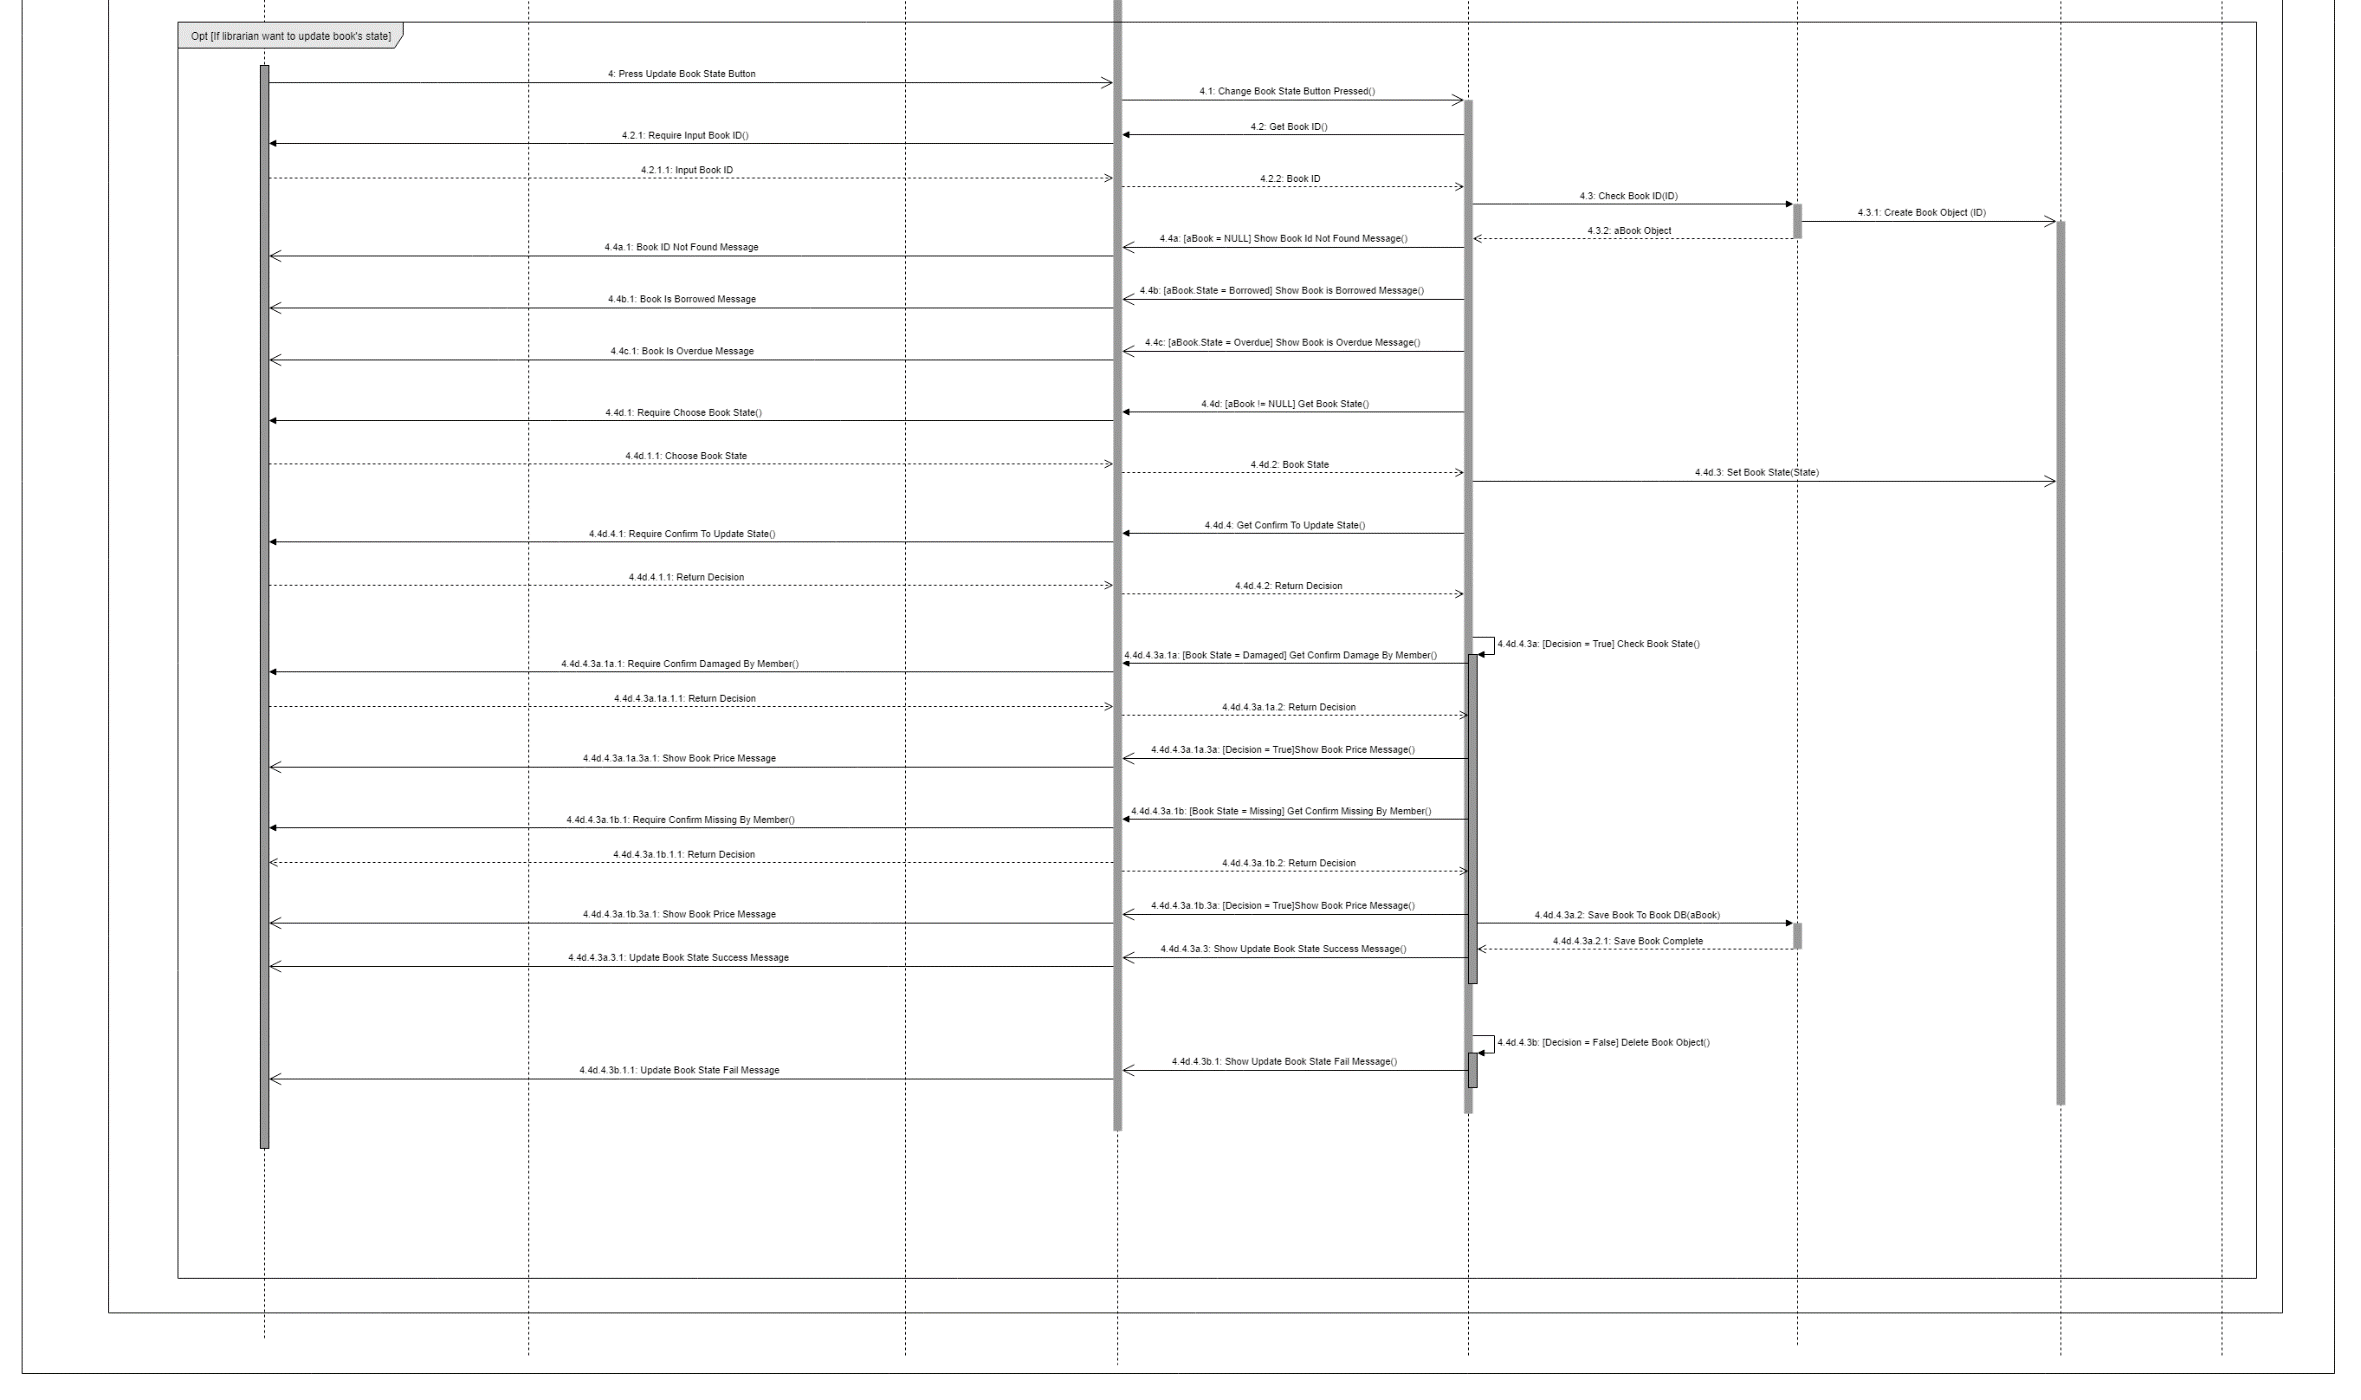 Opt [If librarian want to update book's state]
4: Press Update Book State Button
4.1: Change Book State Button Pressed()
4.2: Get Book ID()
4.2.1: Require Input Book ID()
4.2.1.1: Input Book ID
4.2.2: Book ID
4.3: Check Book ID(ID)
4.3.1: Create Book Object (ID)
4.3.2: aBook Object
4.4a: [aBook = NULL] Show Book Id Not Found Message()
4.4a.1: Book ID Not Found Message
4.4b: [aBook.State = Borrowed] Show Book is Borrowed Message()
4.4b.1: Book Is Borrowed Message
4.4c: [aBook.State = Overdue] Show Book is Overdue Message()
4.4c.1: Book Is Overdue Message
4.4d: [aBook != NULL] Get Book State()
4.4d.1: Require Choose Book State()
4.4d.1.1: Choose Book State
4.4d.2: Book State
4.4d.3: Set Book State(State)
4.4d.4: Get Confirm To Update State()
4.4d.4.1: Require Confirm To Update State()
4.4d.4.1.1: Return Decision
4.4d.4.2: Return Decision
4.4d.4.3a: [Decision = True] Check Book State()
4.4d.4.3a.1a: [Book State = Damaged] Get Confirm Damage By Member()
4.4d.4.3a.1a.1: Require Confirm Damaged By Member()
4.4d.4.3a.1a.1.1: Return Decision
4.4d.4.3a.1a.2: Return Decision
4.4d.4.3a.1a.3a: [Decision = True]Show Book Price Message()
4.4d.4.3a.1a.3a.1: Show Book Price Message
4.4d.4.3a.1b: [Book State = Missing] Get Confirm Missing By Member()
4.4d.4.3a.1b.1: Require Confirm Missing By Member()
4.4d.4.3a.1b.1.1: Return Decision
4.4d.4.3a.1b.2: Return Decision
4.4d.4.3a.1b.3a: [Decision = True]Show Book Price Message()
4.4d.4.3a.1b.3a.1: Show Book Price Message
4.4d.4.3a.2: Save Book To Book DB(aBook)
4.4d.4.3a.2.1: Save Book Complete
4.4d.4.3a.3: Show Update Book State Success Message()
4.4d.4.3a.3.1: Update Book State Success Message
4.4d.4.3b: [Decision = False] Delete Book Object()
4.4d.4.3b.1: Show Update Book State Fail Message()
4.4d.4.3b.1.1: Update Book State Fail Message